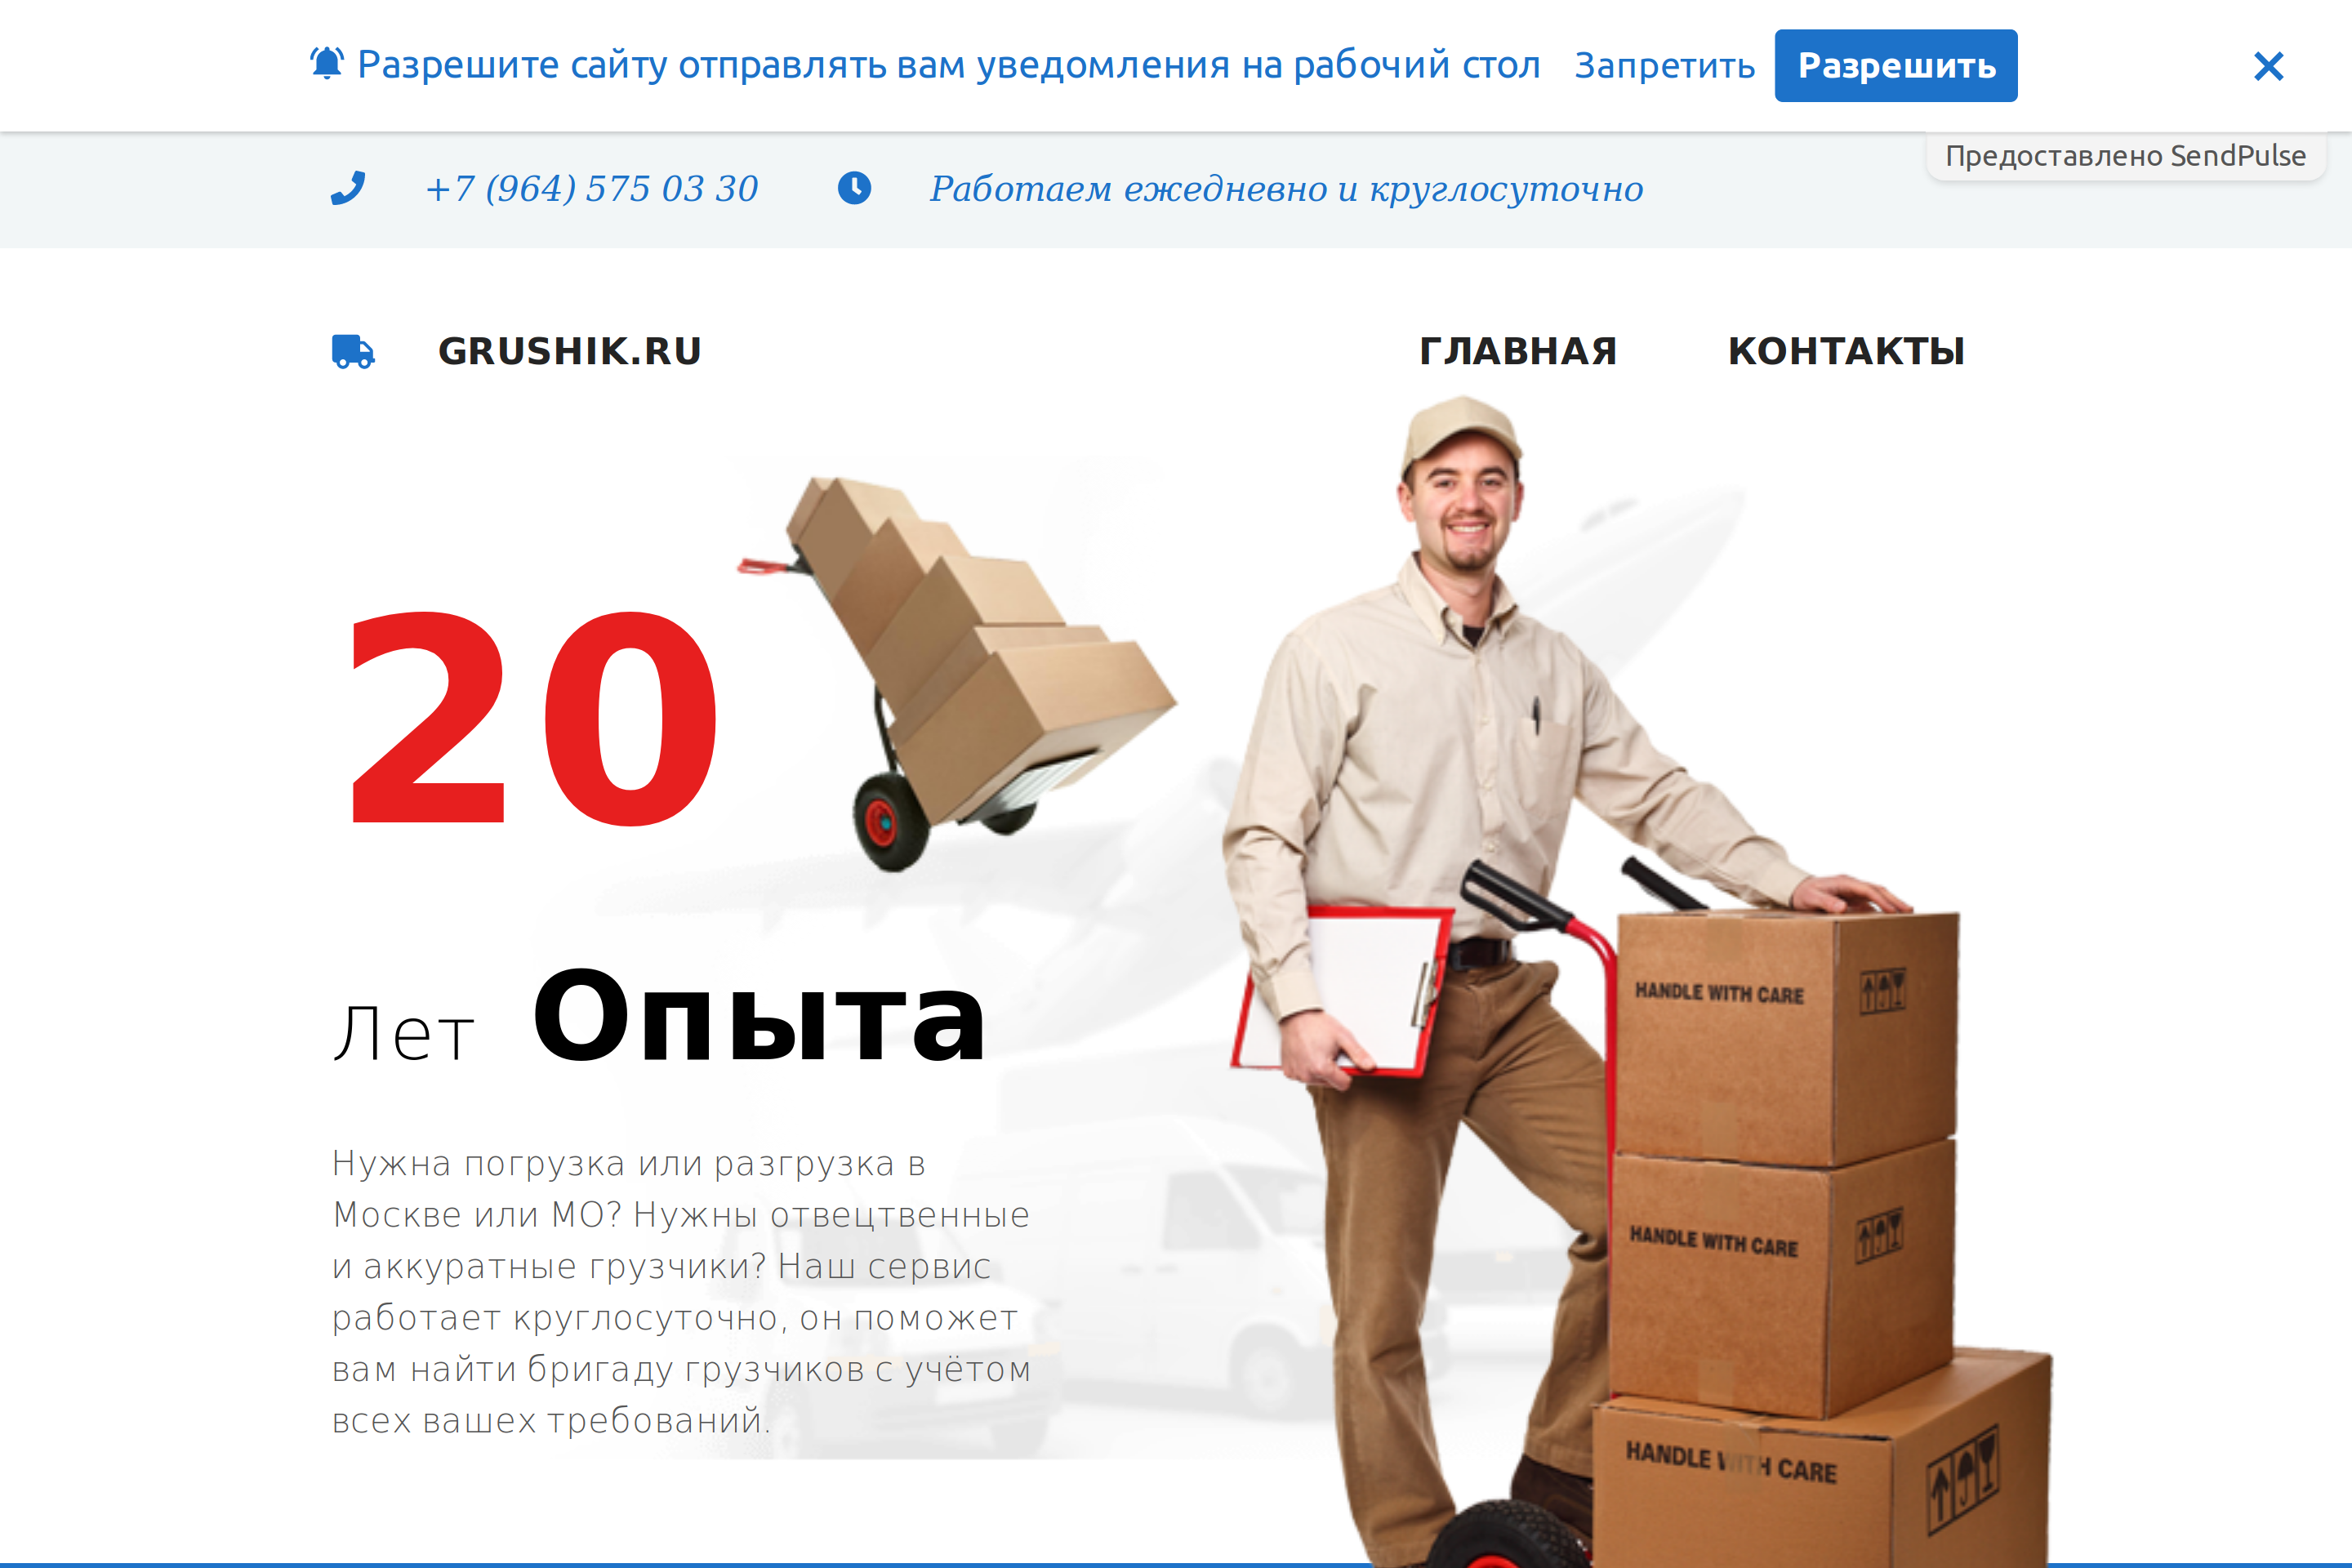 Разрешите сайту отправлять вам уведомления на рабочий стол Запретить Разрешить
Предоставлено SendPulse
+7 (964) 575 03 30 Работаем ежедневно и круглосуточно
GRUSHIK.RU ГЛАВНАЯ КОНТАКТЫ
20
Лет Опыта
Нужна погрузка или разгрузка в
Москве или МО? Нужны отвецтвенные
и аккуратные грузчики? Наш сервис
работает круглосуточно, он поможет
вам найти бригаду грузчиков с учётом
всех вашех требований.
HANDLE WITH CARE
HANDLE WITH CARE
HANDLE WITH CARE